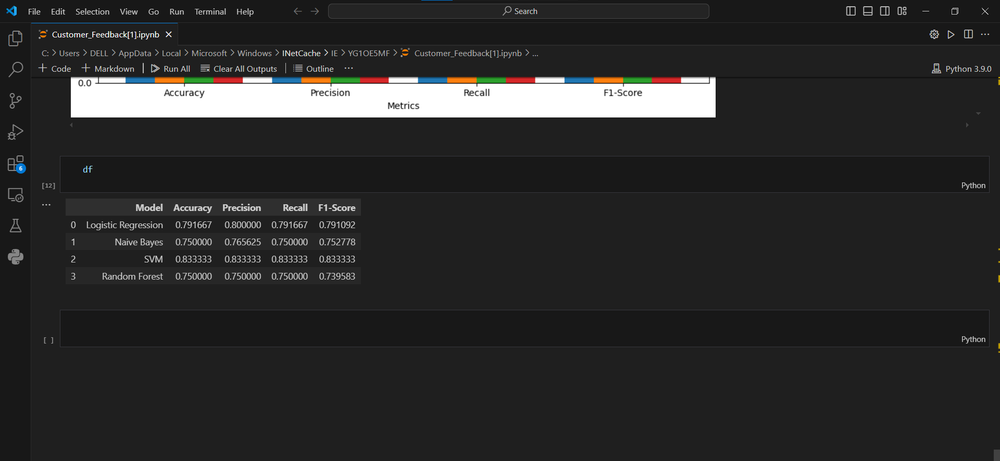 File Edit Selection View Go Run Terminal Help
Search
Customer_Feedback[1].ipynb
C: > Users > DELL > AppData > Local > Microsoft > Windows > INetCache > IE > YG1OE5MF > Customer_Feedback[1].ipynb > ...
+ Code + Markdown | Run All Clear All Outputs | Outline ... Python 3.9.0
0.0
Accuracy Precision Recall F1-Score
Metrics
df
[12] Python
Model Accuracy Precision Recall F1-Score
0 Logistic Regression 0.791667 0.800000 0.791667 0.791092
1 Naive Bayes 0.750000 0.765625 0.750000 0.752778
2 SVM 0.833333 0.833333 0.833333 0.833333
3 Random Forest 0.750000 0.750000 0.750000 0.739583
[ ] Python
6